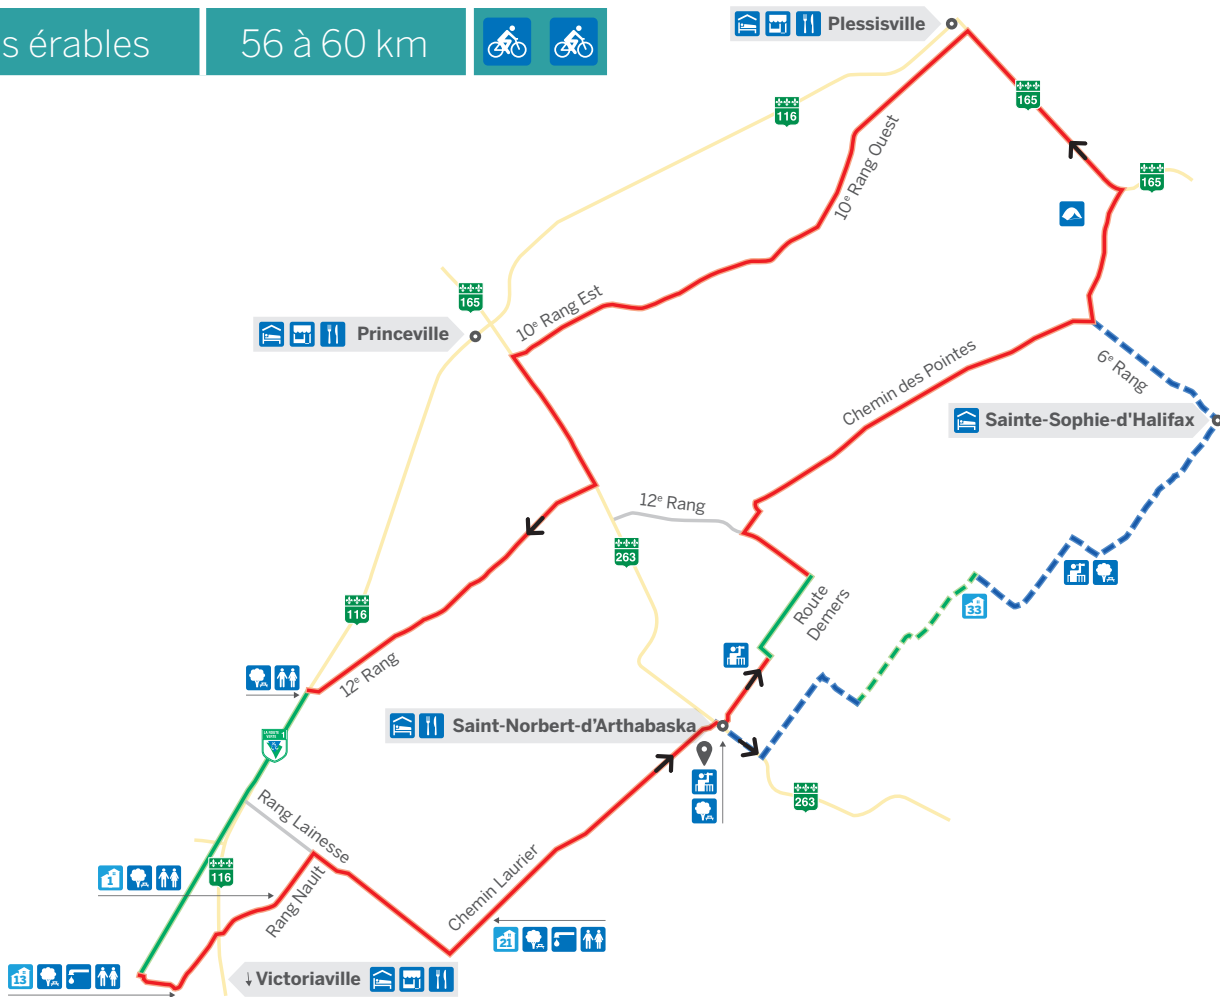 s érables
56 à 60 km
Plessisville
165
116
10e Rang Ouest
165
165
10e Rang Est
Princeville
Chemin des Pointes
6e Rang
Sainte-Sophie-d'Halifax
12e Rang
263
33
Route
Demers
116
12e Rang
Saint-Norbert-d'Arthabaska
1
263
Rang Lainesse
116
1
Rang Nault
Chemin Laurier
21
13
Victoriaville